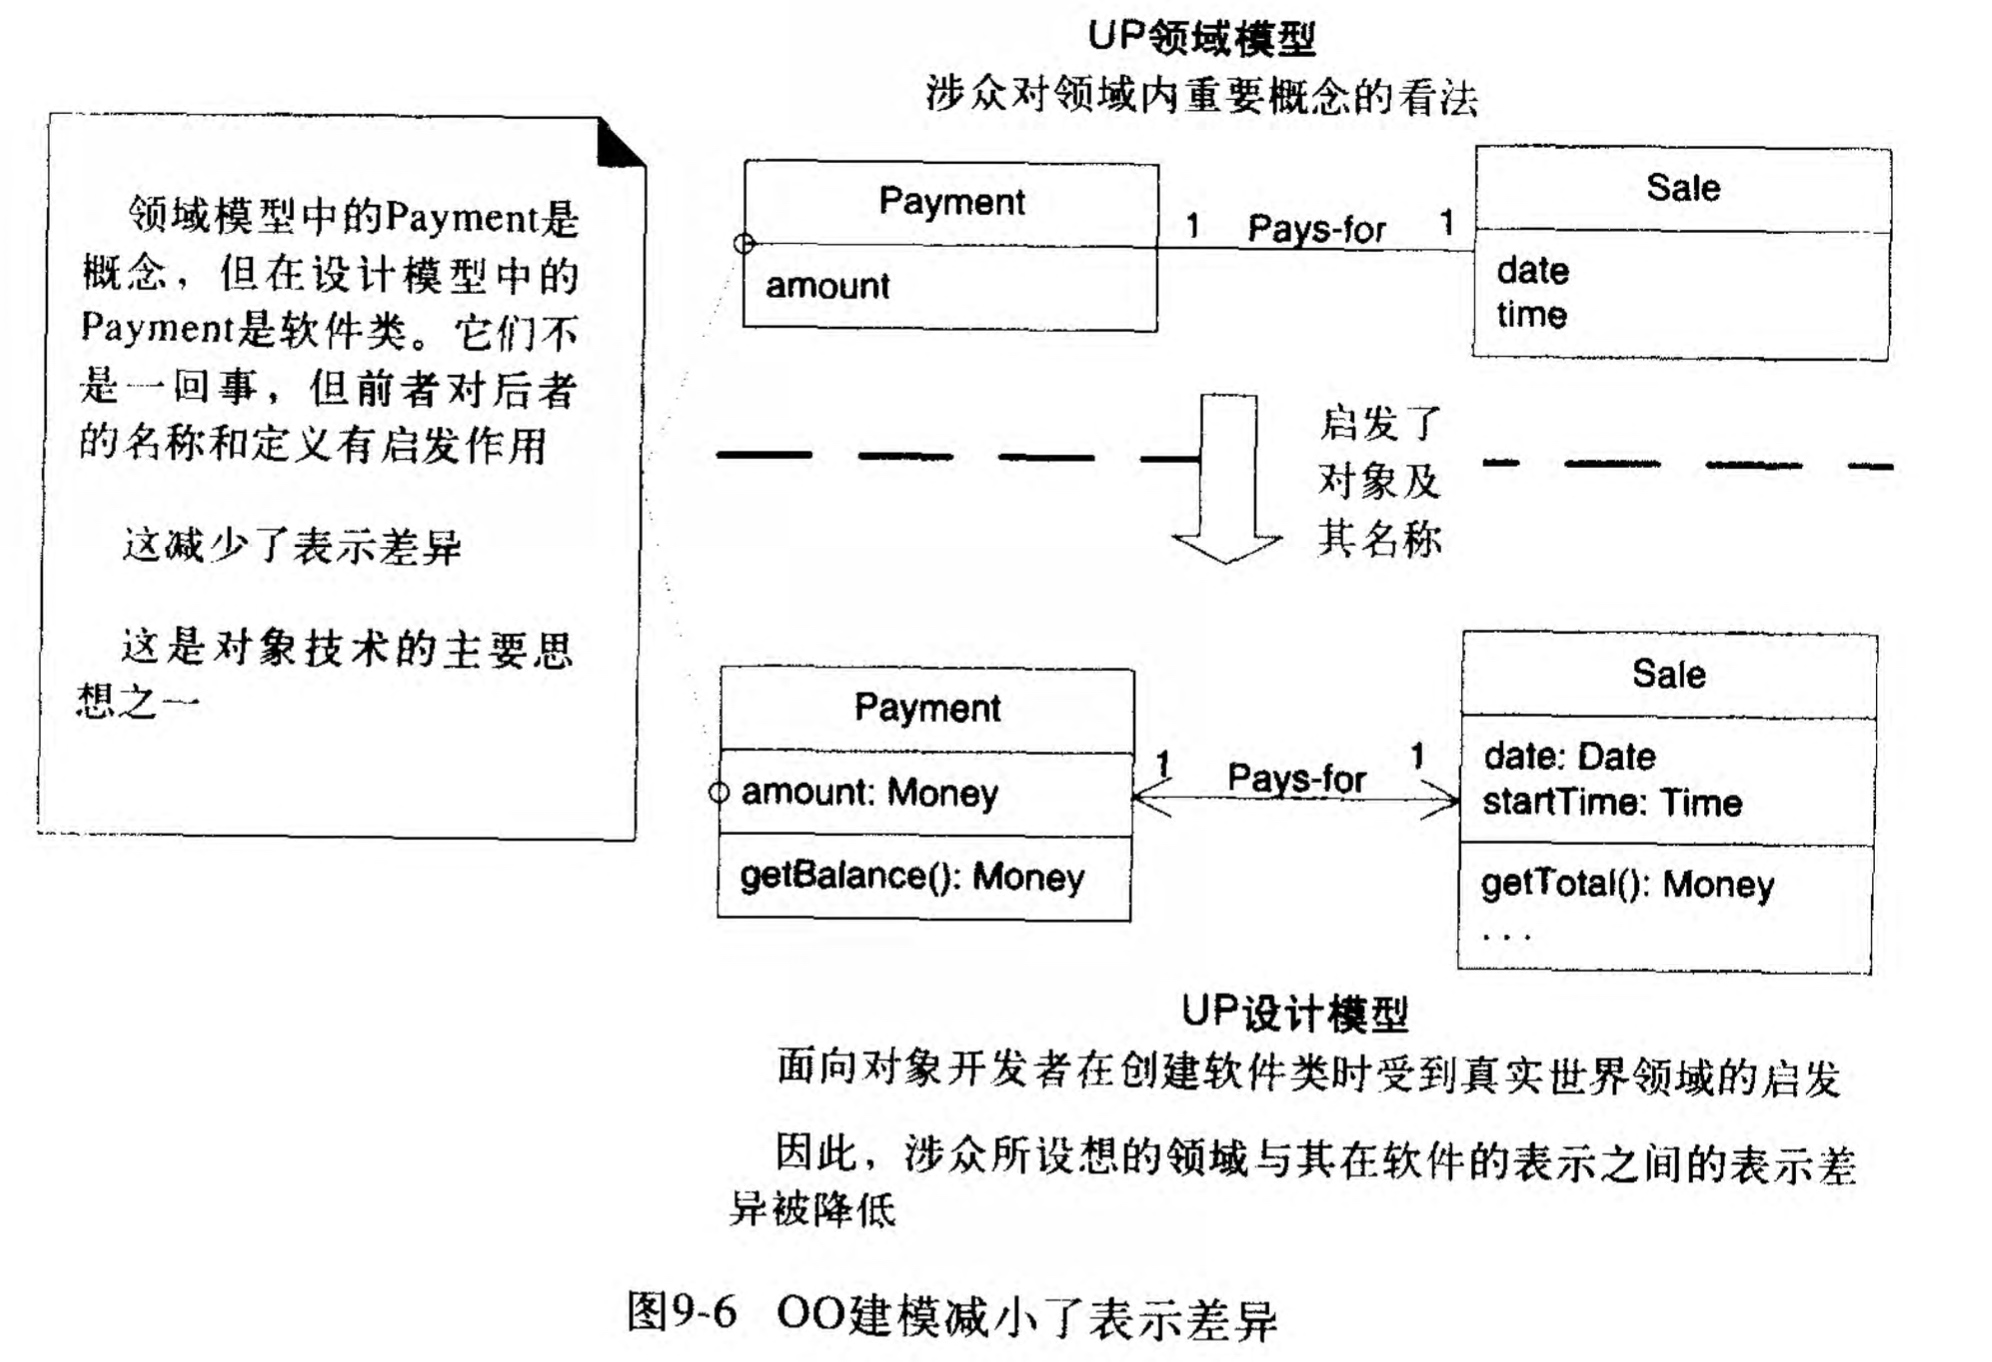 UP领域模型
涉众对领域内重要概念的看法
领域模型中的Payment是
概念，但在设计模型中的
Payment是软件类。它们不
是一回事，但前者对后者
的名称和定义有启发作用
这减少了表示差异
这是对象技术的主要思
想之一
Payment
amount
1 Pays-for 1
Sale
date
time
启发了
对象及
其名称
Payment
amount: Money
getBalance(): Money
1 Pays-for 1
Sale
date: Date
startTime: Time
getTotal(): Money
...
UP设计模型
面向对象开发者在创建软件类时受到真实世界领域的启发
因此，涉众所设想的领域与其在软件的表示之间的表示差
异被降低
图9-6 OO建模减小了表示差异